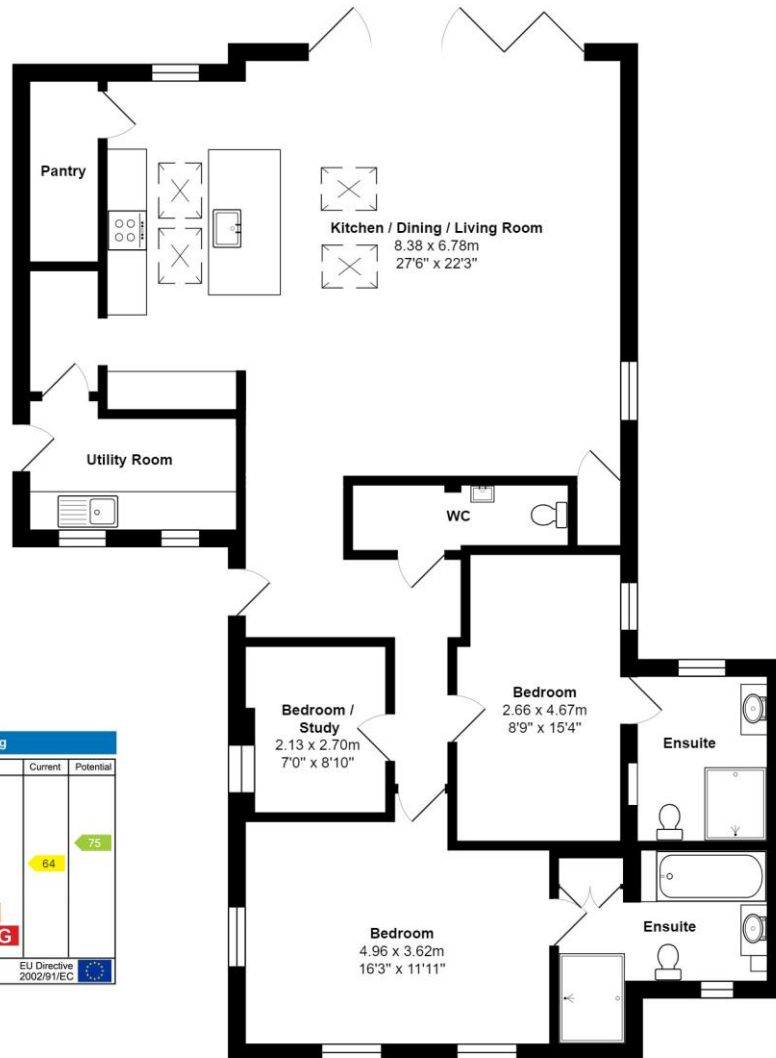 Pantry
Kitchen / Dining / Living Room
8.38 x 6.78m
27'6" x 22'3"
Utility Room
WC
Bedroom /
Study
2.13 x 2.70m
7'0" x 8'10"
Bedroom
2.66 x 4.67m
8'9" x 15'4"
Ensuite
Current Potential
64
75
G
EU Directive
2002/91/EC
Bedroom
4.96 x 3.62m
16'3" x 11'11"
Ensuite